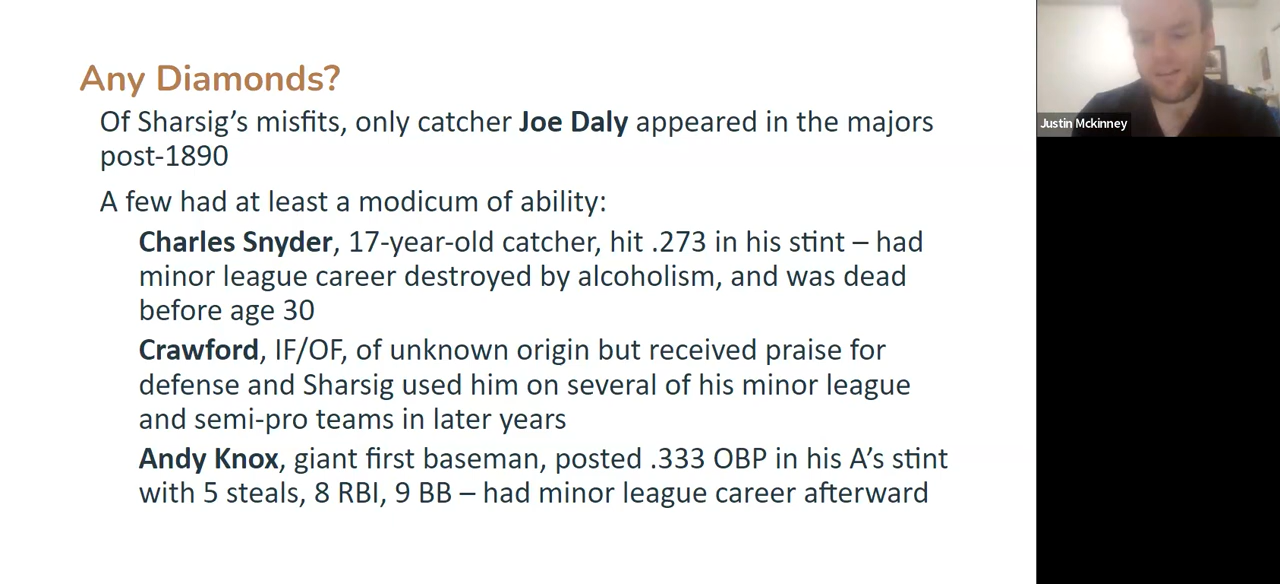 Any Diamonds?
Of Sharsig’s misfits, only catcher Joe Daly appeared in the majors
post-1890
A few had at least a modicum of ability:
Charles Snyder, 17-year-old catcher, hit .273 in his stint – had
minor league career destroyed by alcoholism, and was dead
before age 30
Crawford, IF/OF, of unknown origin but received praise for
defense and Sharsig used him on several of his minor league
and semi-pro teams in later years
Andy Knox, giant first baseman, posted .333 OBP in his A’s stint
with 5 steals, 8 RBI, 9 BB – had minor league career afterward
Justin Mckinney